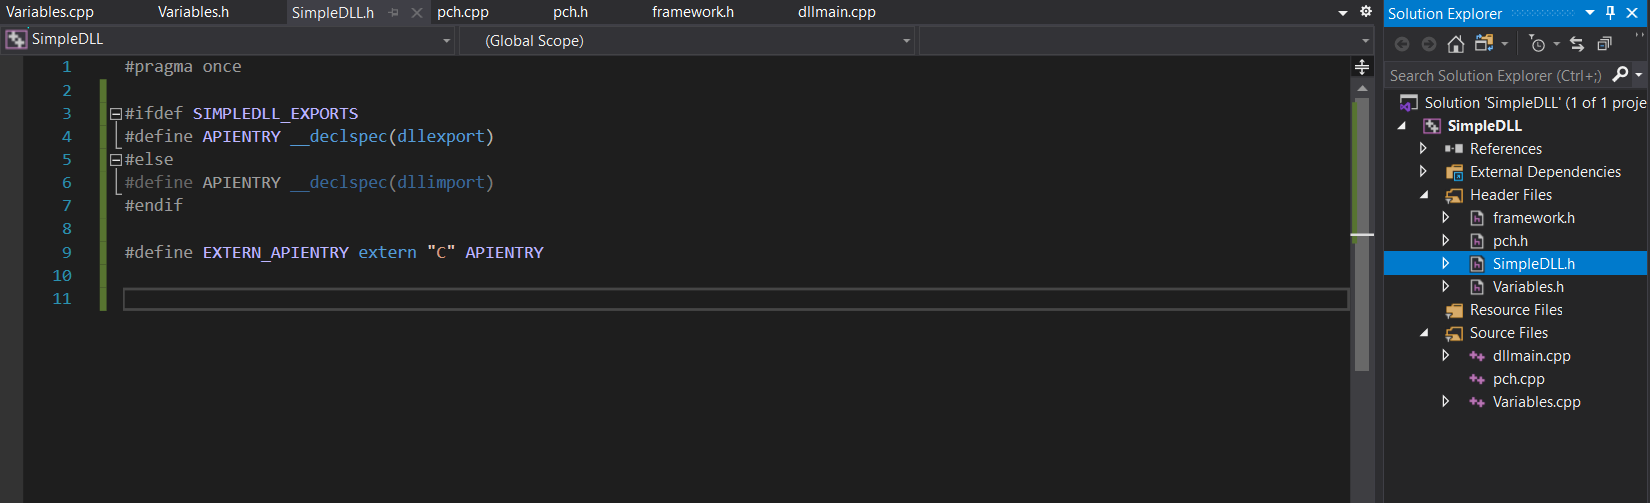 Variables.cpp Variables.h SimpleDLL.h pch.cpp pch.h framework.h dllmain.cpp
SimpleDLL (Global Scope)
1 #pragma once
2
3 #ifdef SIMPLEDLL_EXPORTS
4 #define APIENTRY __declspec(dllexport)
5 #else
6 #define APIENTRY __declspec(dllimport)
7 #endif
8
9 #define EXTERN_APIENTRY extern "C" APIENTRY
10
11
Solution Explorer
Search Solution Explorer (Ctrl+;)
Solution 'SimpleDLL' (1 of 1 proje
SimpleDLL
References
External Dependencies
Header Files
framework.h
pch.h
SimpleDLL.h
Variables.h
Resource Files
Source Files
dllmain.cpp
pch.cpp
Variables.cpp